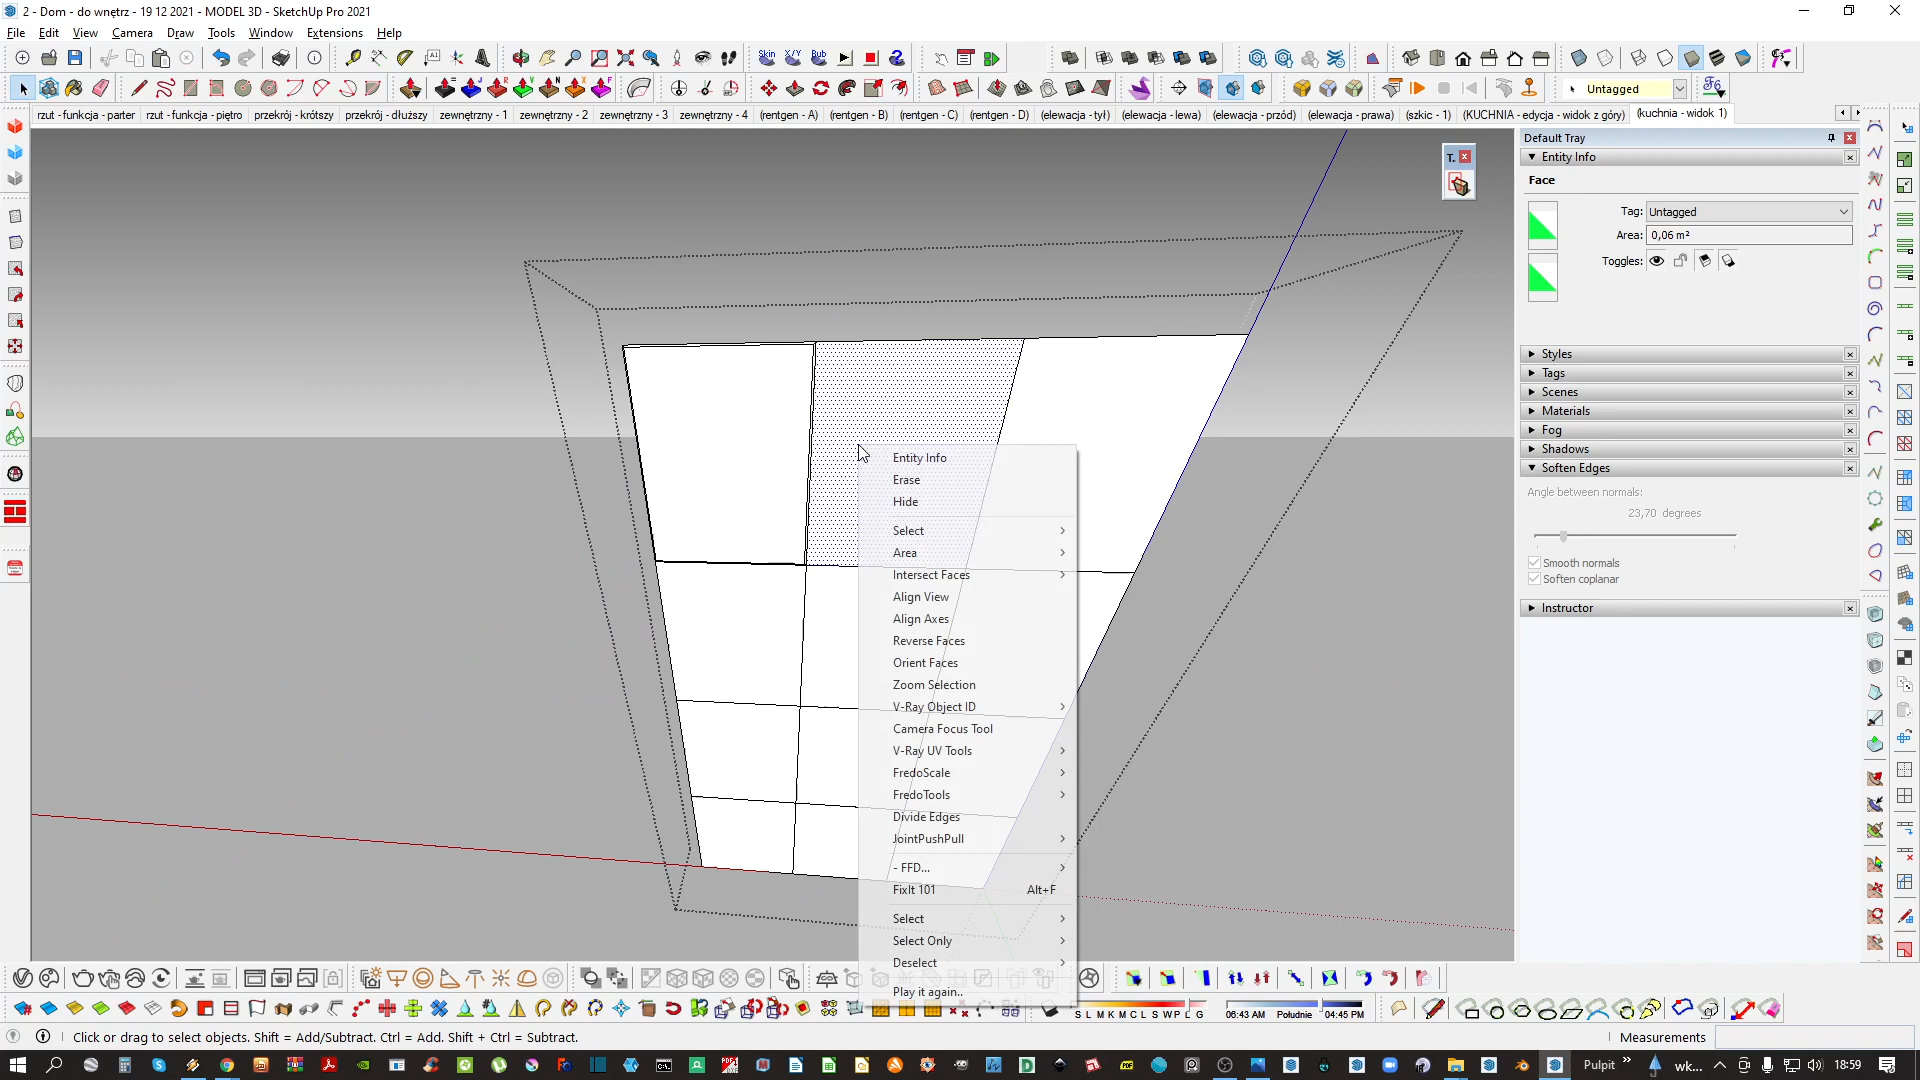 2 - Dom - do wnętrz - 19 12 2021 - MODEL 3D - SketchUp Pro 2021
File Edit View Camera Draw Tools Window Extensions Help
Skin X/Y Bub
Untagged
rzut - funkcja - parter rzut - funkcja - piętro przekrój - krótszy przekrój - dłuższy zewnętrzny - 1 zewnętrzny - 2 zewnętrzny - 3 zewnętrzny - 4 (rentgen - A) (rentgen - B) (rentgen - C) (rentgen - D) (elewacja - tył) (elewacja - lewa) (elewacja - przód) (elewacja - prawa) (szkic - 1) (KUCHNIA - edycja - widok z góry) (kuchnia - widok 1)
T.
Default Tray
Entity Info
Face
Tag: Untagged
Area: 0,06 m²
Toggles:
Styles
Tags
Scenes
Materials
Fog
Shadows
Soften Edges
Angle between normals:
23,70 degrees
Smooth normals
Soften coplanar
Instructor
Entity Info
Erase
Hide
Select
Area
Intersect Faces
Align View
Align Axes
Reverse Faces
Orient Faces
Zoom Selection
V-Ray Object ID
Camera Focus Tool
V-Ray UV Tools
FredoScale
FredoTools
Divide Edges
JointPushPull
- FFD...
FixIt 101 Alt+F
Select
Select Only
Deselect
Play it again..
S L M K M C L S W P L G 06:43 AM Południe 04:45 PM
Click or drag to select objects. Shift = Add/Subtract. Ctrl = Add. Shift + Ctrl = Subtract.
Measurements
Pulpit wk... 18:59